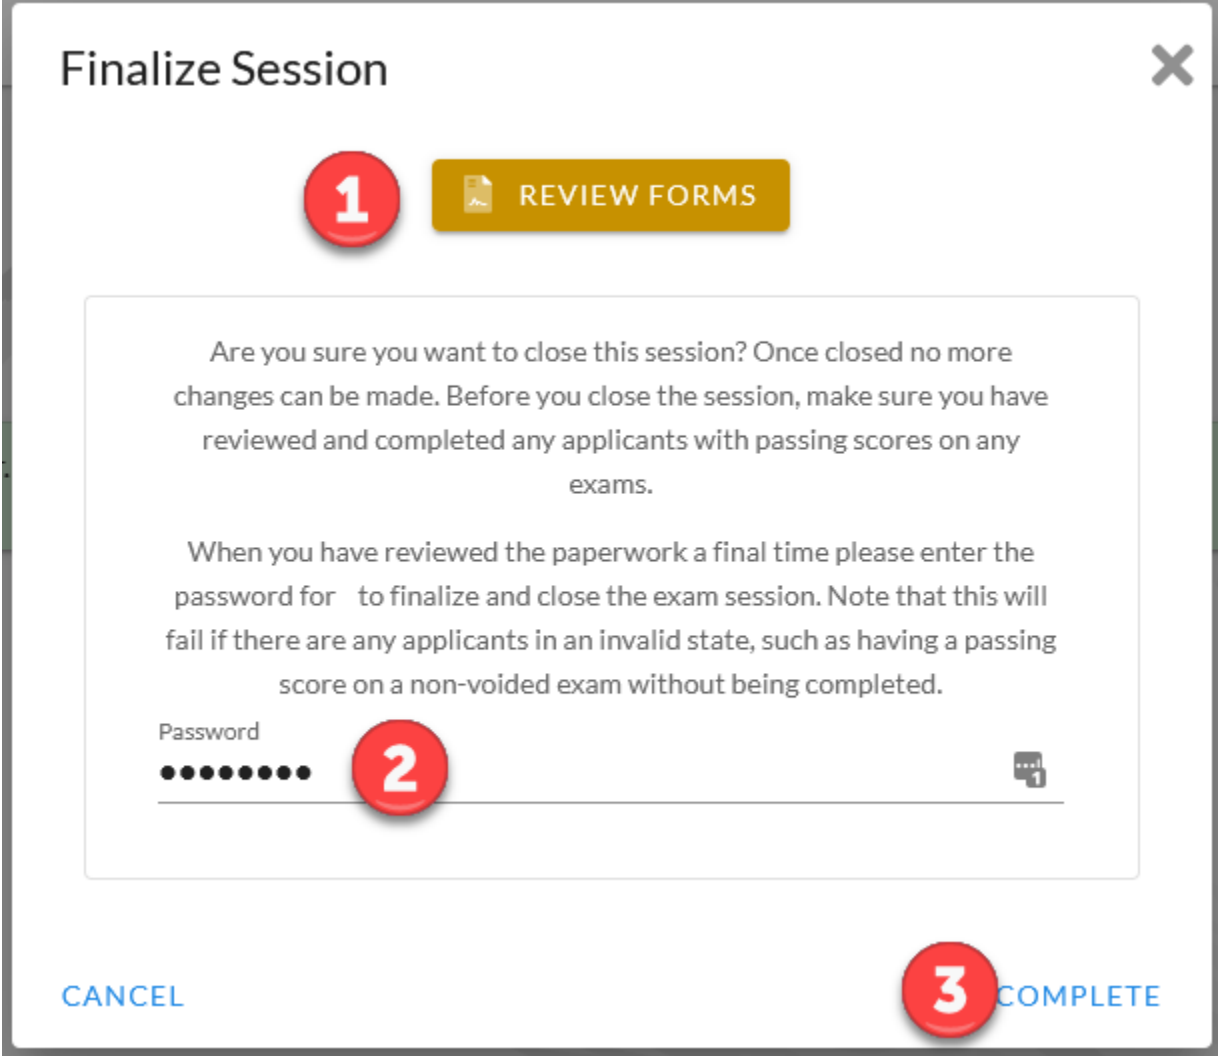 Finalize Session
1
REVIEW FORMS
Are you sure you want to close this session? Once closed no more
changes can be made. Before you close the session, make sure you have
reviewed and completed any applicants with passing scores on any
exams.
When you have reviewed the paperwork a final time please enter the
password for   to finalize and close the exam session. Note that this will
fail if there are any applicants in an invalid state, such as having a passing
score on a non-voided exam without being completed.
Password
●●●●●●●● 2 1
CANCEL 3 COMPLETE